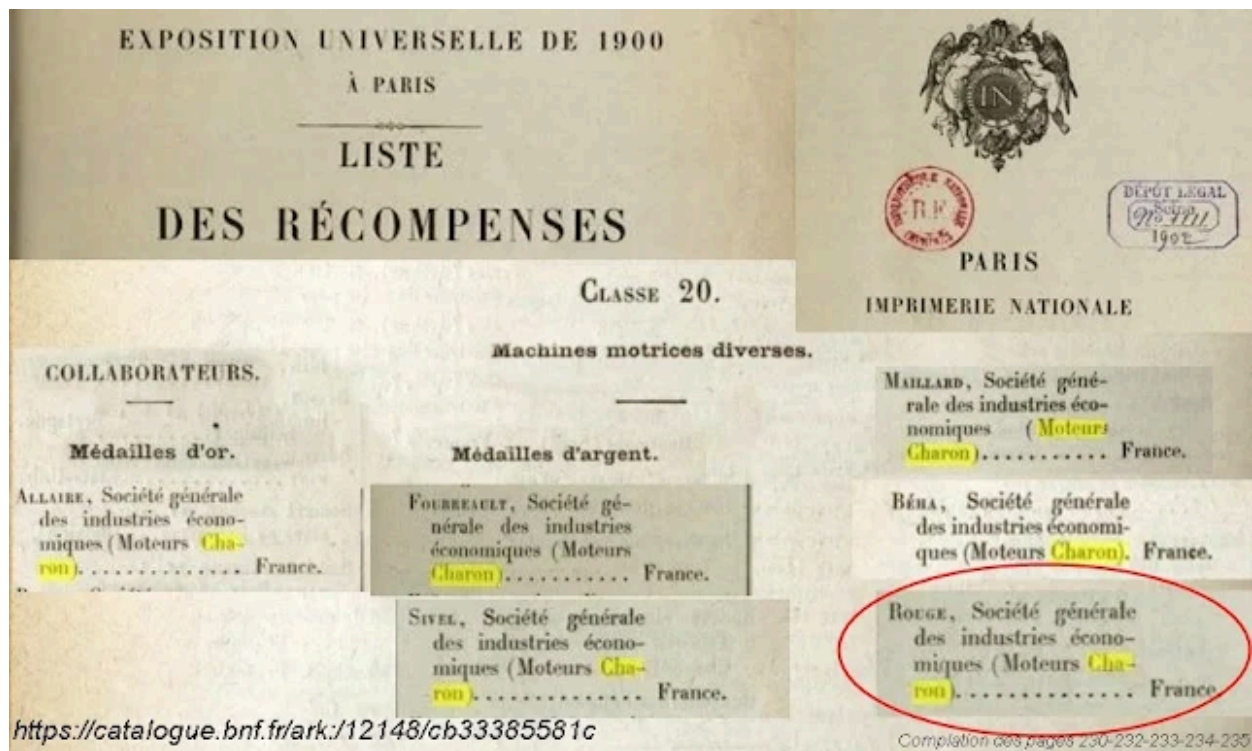 EXPOSITION UNIVERSELLE DE 1900
À PARIS
LISTE
DES RÉCOMPENSES
IN
R.F.
DÉPÔT LEGAL
Seine
1902
PARIS
IMPRIMERIE NATIONALE
CLASSE 20.
Machines motrices diverses.
COLLABORATEURS.
Médailles d'or.
ALLAIRE, Société générale
des industries écono-
miques (Moteurs Cha-
ron)............. France.
Médailles d'argent.
FOURREAULT, Société gé-
nérale des industries
économiques (Moteurs
Charon)........... France.
SIVEL, Société générale
des industries écono-
miques (Moteurs Cha-
ron).............. France.
MAILLARD, Société géné-
rale des industries éco-
nomiques (Moteurs
Charon)........... France.
BÉHA, Société générale
des industries économi-
ques (Moteurs Charon). France.
ROUGE, Société générale
des industries écono-
miques (Moteurs Cha-
ron).............. France
https://catalogue.bnf.fr/ark:/12148/cb33385581c
Compilation des pages 230-232-233-234-235